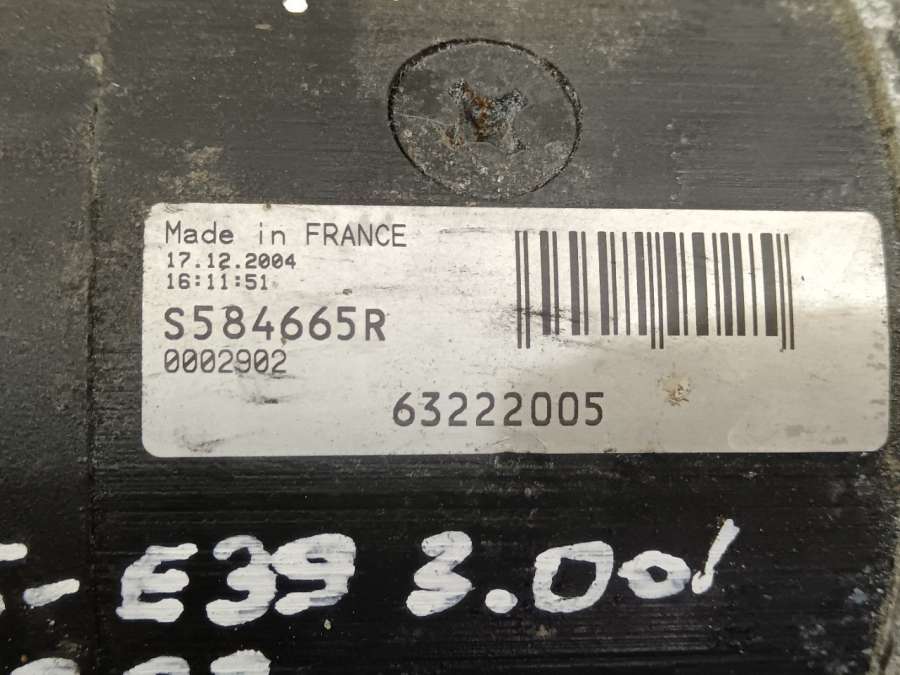 Made in FRANCE
17.12.2004
16:11:51
S584665R
0002902
63222005
E39 3.0d